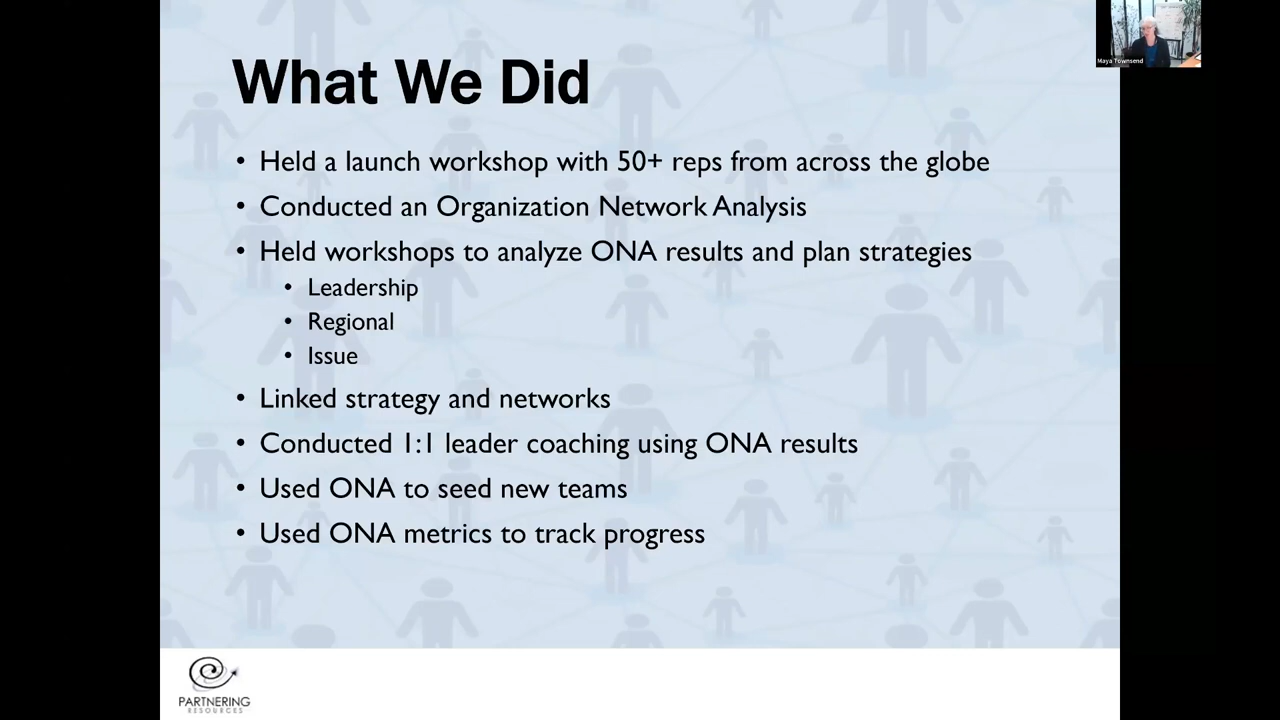 Maya Townsend
What We Did
• Held a launch workshop with 50+ reps from across the globe
• Conducted an Organization Network Analysis
• Held workshops to analyze ONA results and plan strategies
• Leadership
• Regional
• Issue
• Linked strategy and networks
• Conducted 1:1 leader coaching using ONA results
• Used ONA to seed new teams
• Used ONA metrics to track progress
PARTNERING
RESOURCES